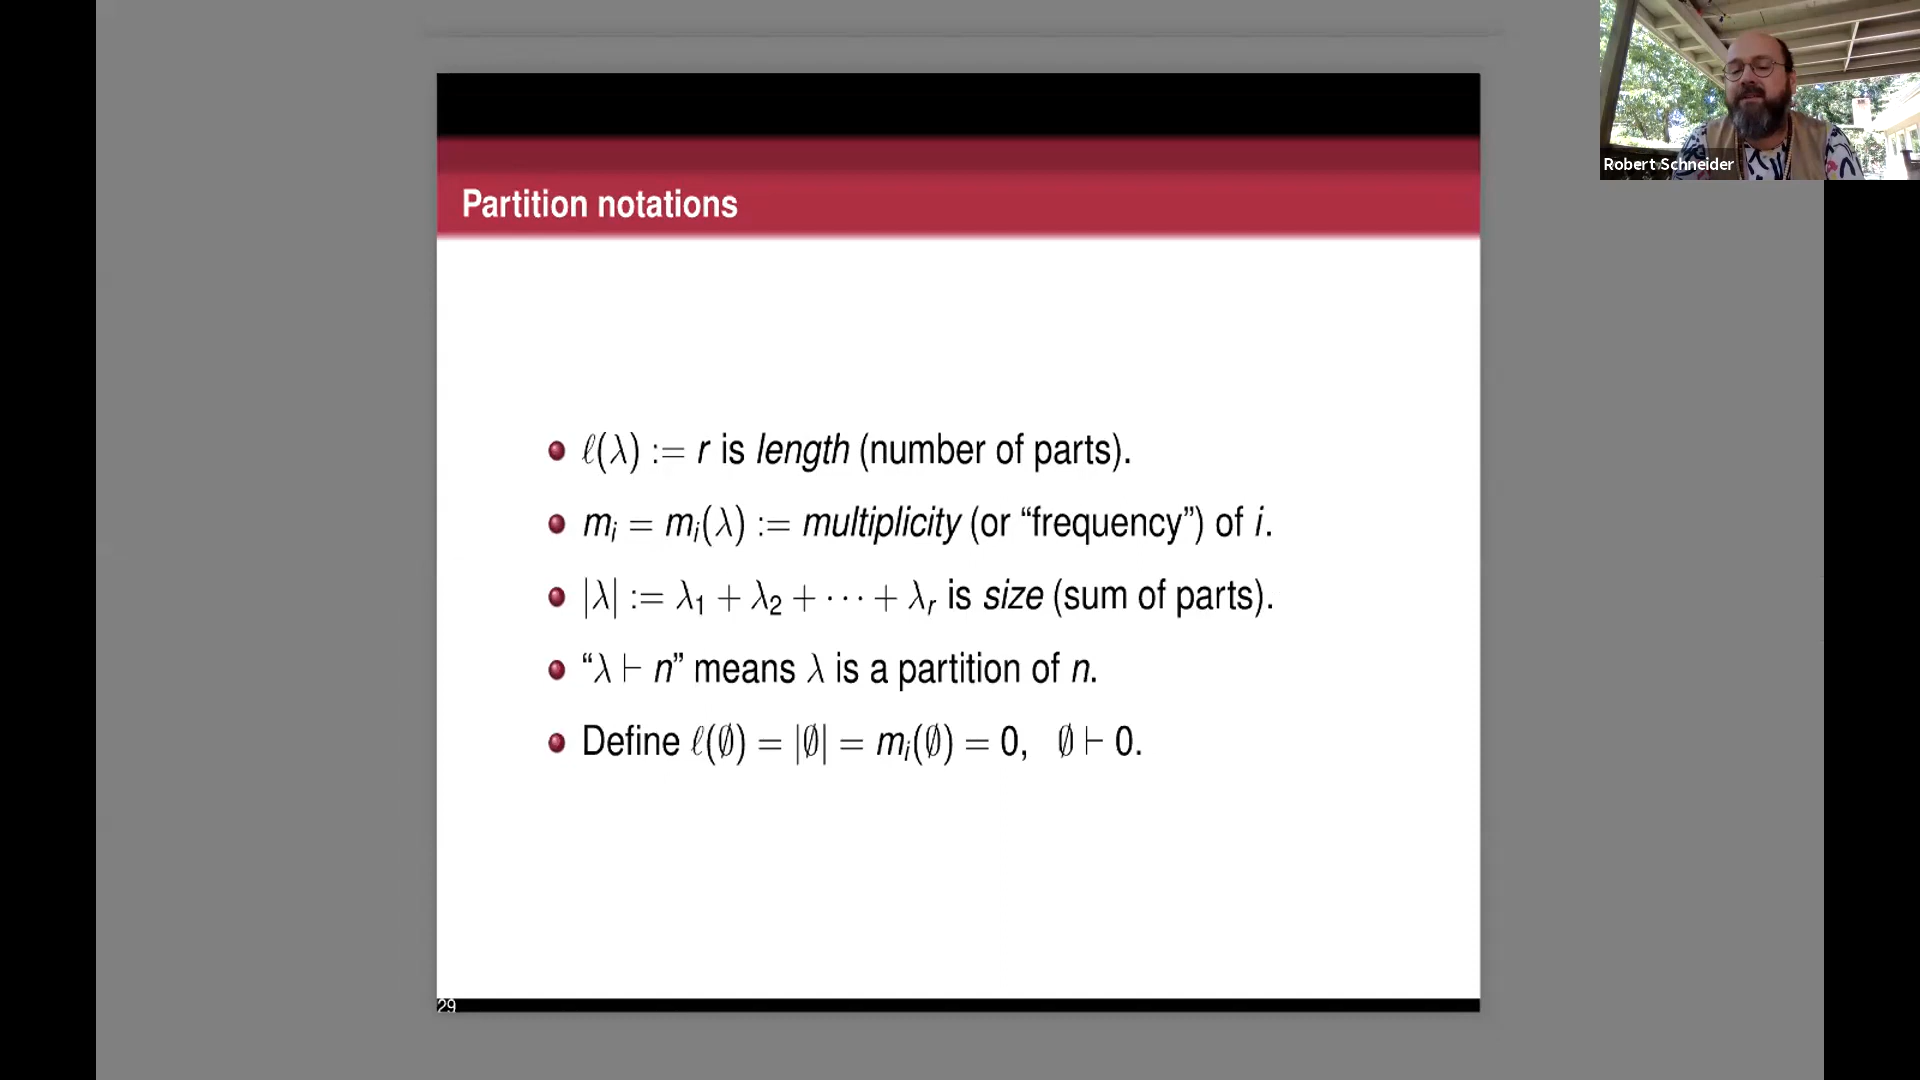 Robert Schneider
Partition notations
ℓ(λ) := r is length (number of parts).
mᵢ = mᵢ(λ) := multiplicity (or “frequency”) of i.
|λ| := λ₁ + λ₂ + ⋯ + λᵣ is size (sum of parts).
“λ ⊢ n” means λ is a partition of n.
Define ℓ(∅) = |∅| = mᵢ(∅) = 0, ∅ ⊢ 0.
29